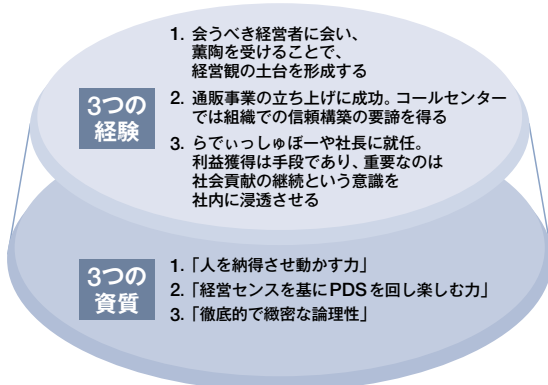 3つの
経験
1. 会うべき経営者に会い、
薫陶を受けることで、
経営観の土台を形成する
2. 通販事業の立ち上げに成功。コールセンター
では組織での信頼構築の要諦を得る
3. らでぃっしゅぼーや社長に就任。
利益獲得は手段であり、重要なのは
社会貢献の継続という意識を
社内に浸透させる
3つの
資質
1. 「人を納得させ動かす力」
2. 「経営センスを基にPDSを回し楽しむ力」
3. 「徹底的で緻密な論理性」